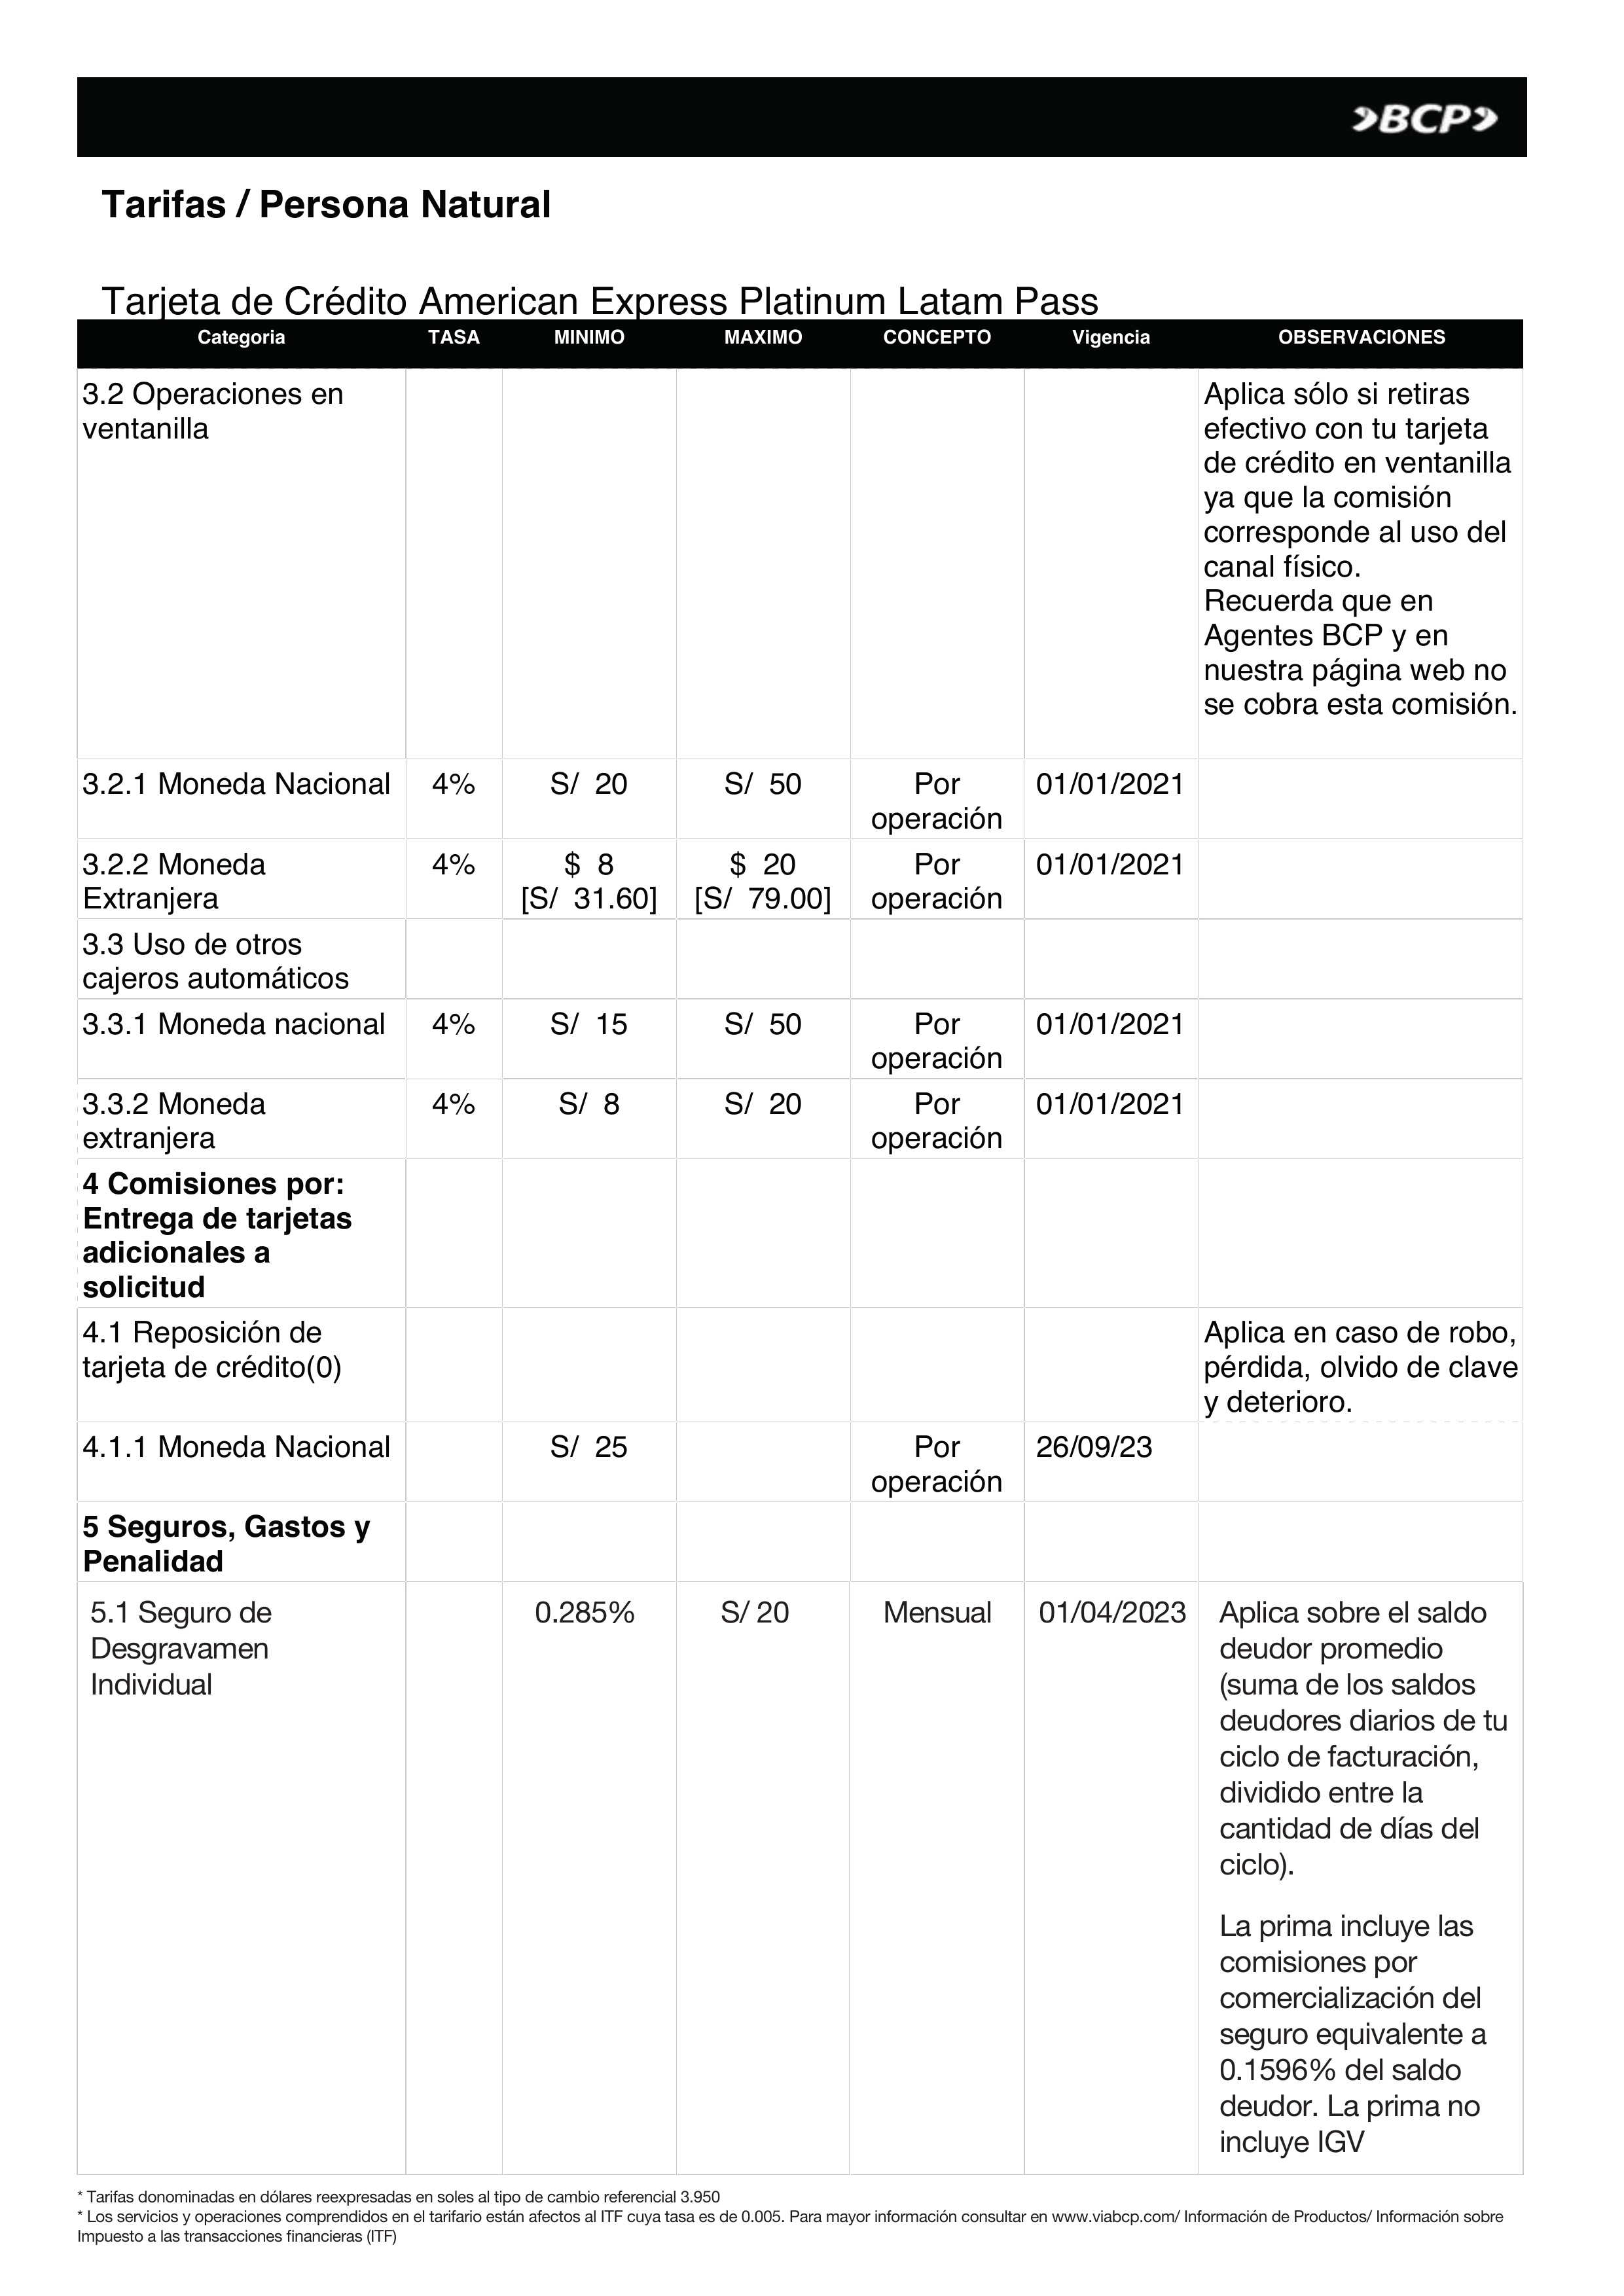 BCP
Tarifas / Persona Natural
Tarjeta de Crédito American Express Platinum Latam Pass
Categoria TASA MINIMO MAXIMO CONCEPTO Vigencia OBSERVACIONES
3.2 Operaciones en
ventanilla
Aplica sólo si retiras
efectivo con tu tarjeta
de crédito en ventanilla
ya que la comisión
corresponde al uso del
canal físico.
Recuerda que en
Agentes BCP y en
nuestra página web no
se cobra esta comisión.
3.2.1 Moneda Nacional 4% S/ 20 S/ 50 Por 01/01/2021
operación
3.2.2 Moneda 4% $ 8 $ 20 Por 01/01/2021
Extranjera [S/ 31.60] [S/ 79.00] operación
3.3 Uso de otros
cajeros automáticos
3.3.1 Moneda nacional 4% S/ 15 S/ 50 Por 01/01/2021
operación
3.3.2 Moneda 4% S/ 8 S/ 20 Por 01/01/2021
extranjera operación
4 Comisiones por:
Entrega de tarjetas
adicionales a
solicitud
4.1 Reposición de
tarjeta de crédito(0)
Aplica en caso de robo,
pérdida, olvido de clave
y deterioro.
4.1.1 Moneda Nacional S/ 25 Por 26/09/23
operación
5 Seguros, Gastos y
Penalidad
5.1 Seguro de 0.285% S/ 20 Mensual 01/04/2023
Desgravamen
Individual
Aplica sobre el saldo
deudor promedio
(suma de los saldos
deudores diarios de tu
ciclo de facturación,
dividido entre la
cantidad de días del
ciclo).
La prima incluye las
comisiones por
comercialización del
seguro equivalente a
0.1596% del saldo
deudor. La prima no
incluye IGV
* Tarifas donominadas en dólares reexpresadas en soles al tipo de cambio referencial 3.950
* Los servicios y operaciones comprendidos en el tarifario están afectos al ITF cuya tasa es de 0.005. Para mayor información consultar en www.viabcp.com/ Información de Productos/ Información sobre
Impuesto a las transacciones financieras (ITF)